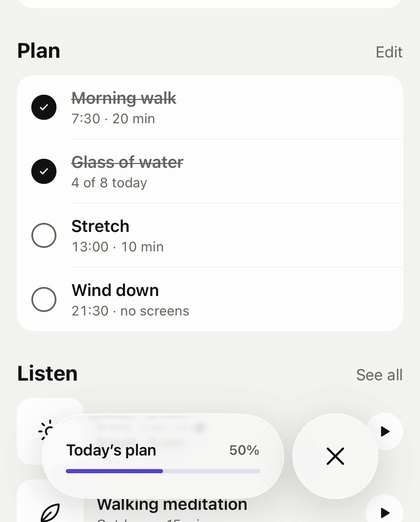 Plan
Edit
Morning walk
7:30 · 20 min
Glass of water
4 of 8 today
Stretch
13:00 · 10 min
Wind down
21:30 · no screens
Listen
See all
Today's plan
50%
Walking meditation